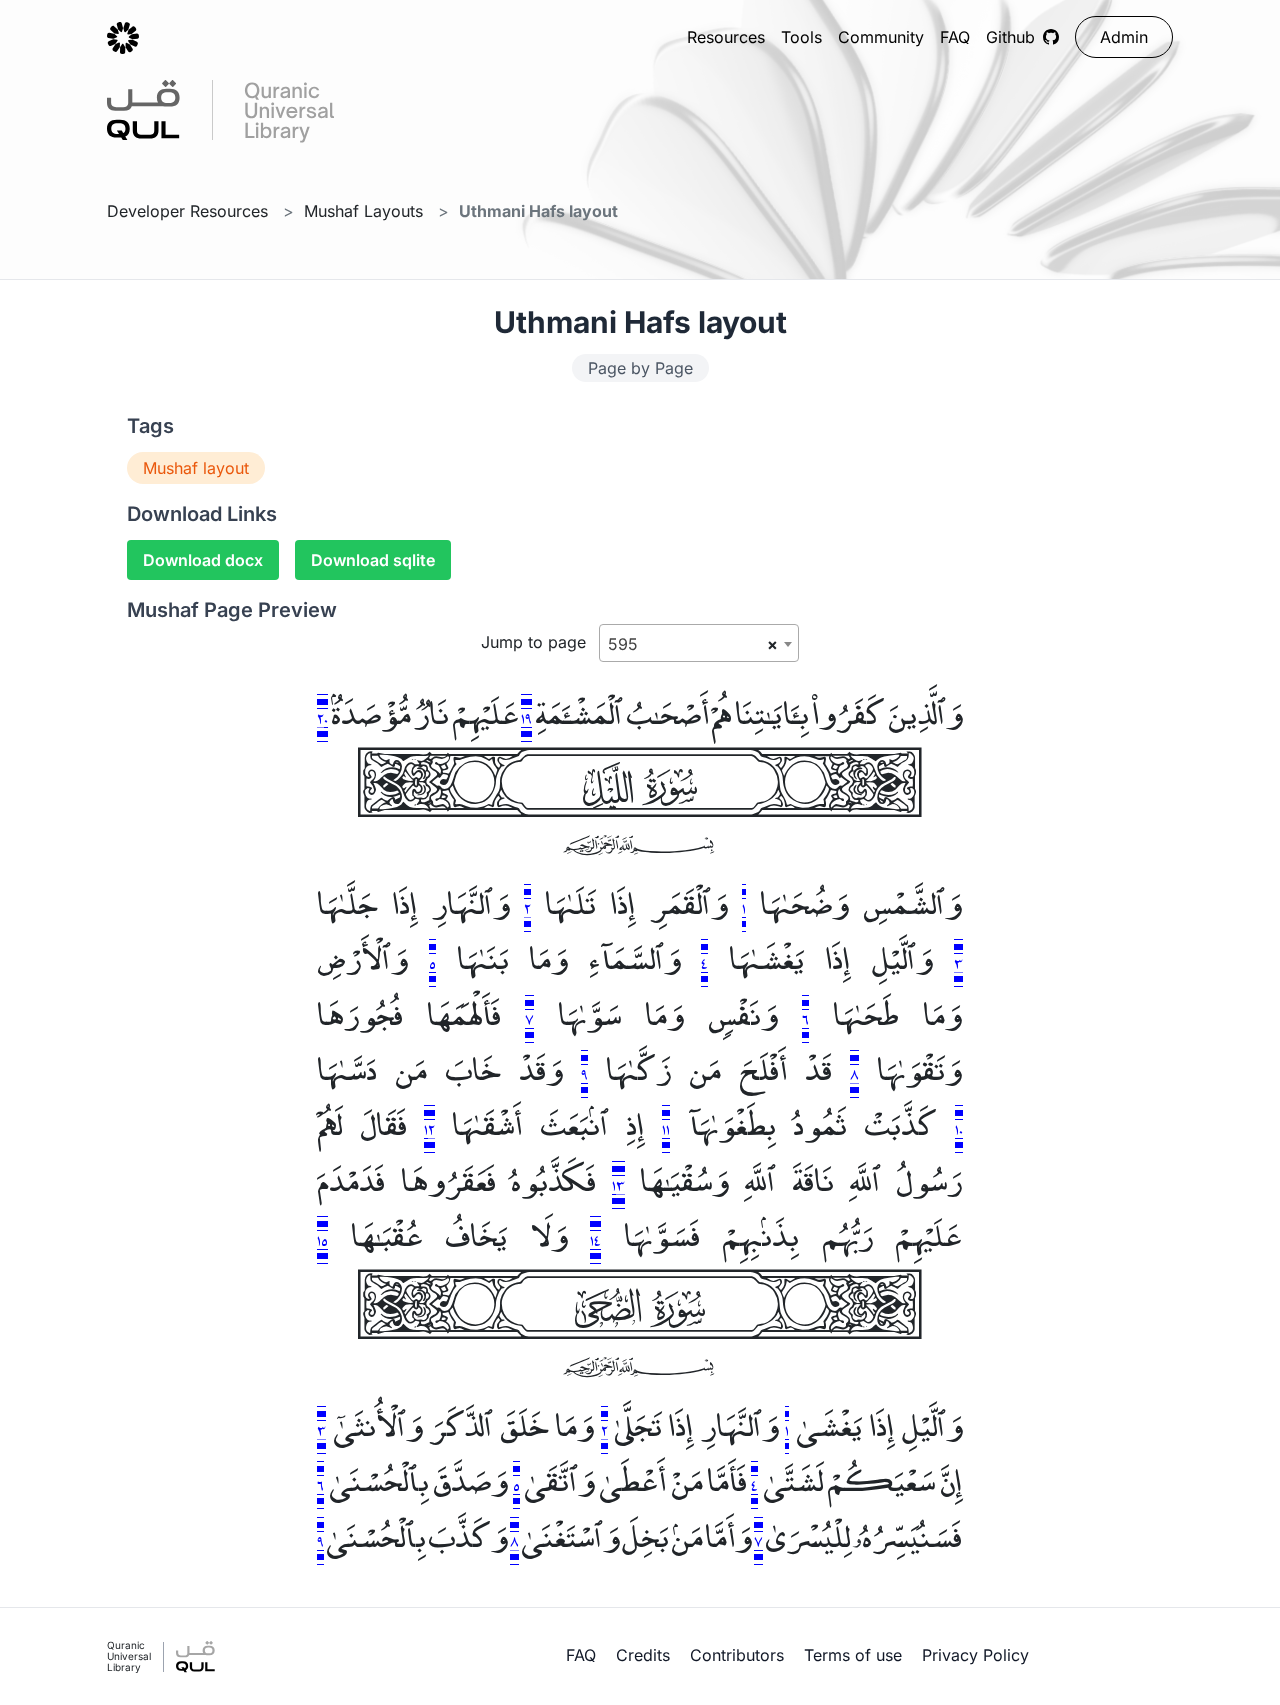 Resources Tools Community FAQ Github Admin
قل
QUL
Quranic
Universal
Library
Developer Resources > Mushaf Layouts > Uthmani Hafs layout
Uthmani Hafs layout
Page by Page
Tags
Mushaf layout
Download Links
Download docx Download sqlite
Mushaf Page Preview
Jump to page 595 ×
وَٱلَّذِينَ كَفَرُوا۟ بِـَٔايَـٰتِنَا هُمْ أَصْحَـٰبُ ٱلْمَشْـَٔمَةِ ١٩ عَلَيْهِمْ نَارٌ مُّؤْصَدَةٌۢ ٢٠
سُورَةُ اللَّيْلِ
بِسْمِ ٱللَّهِ ٱلرَّحْمَـٰنِ ٱلرَّحِيمِ
وَٱلشَّمْسِ وَضُحَىٰهَا ١ وَٱلْقَمَرِ إِذَا تَلَىٰهَا ٢ وَٱلنَّهَارِ إِذَا جَلَّىٰهَا
٣ وَٱلَّيْلِ إِذَا يَغْشَىٰهَا ٤ وَٱلسَّمَآءِ وَمَا بَنَىٰهَا ٥ وَٱلْأَرْضِ
وَمَا طَحَىٰهَا ٦ وَنَفْسٍ وَمَا سَوَّىٰهَا ٧ فَأَلْهَمَهَا فُجُورَهَا
وَتَقْوَىٰهَا ٨ قَدْ أَفْلَحَ مَن زَكَّىٰهَا ٩ وَقَدْ خَابَ مَن دَسَّىٰهَا
١٠ كَذَّبَتْ ثَمُودُ بِطَغْوَىٰهَآ ١١ إِذِ ٱنۢبَعَثَ أَشْقَىٰهَا ١٢ فَقَالَ لَهُمْ
رَسُولُ ٱللَّهِ نَاقَةَ ٱللَّهِ وَسُقْيَـٰهَا ١٣ فَكَذَّبُوهُ فَعَقَرُوهَا فَدَمْدَمَ
عَلَيْهِمْ رَبُّهُم بِذَنۢبِهِمْ فَسَوَّىٰهَا ١٤ وَلَا يَخَافُ عُقْبَـٰهَا ١٥
سُورَةُ الضُّحَىٰ
بِسْمِ ٱللَّهِ ٱلرَّحْمَـٰنِ ٱلرَّحِيمِ
وَٱلَّيْلِ إِذَا يَغْشَىٰ ١ وَٱلنَّهَارِ إِذَا تَجَلَّىٰ ٢ وَمَا خَلَقَ ٱلذَّكَرَ وَٱلْأُنثَىٰٓ ٣
إِنَّ سَعْيَكُمْ لَشَتَّىٰ ٤ فَأَمَّا مَنْ أَعْطَىٰ وَٱتَّقَىٰ ٥ وَصَدَّقَ بِٱلْحُسْنَىٰ ٦
فَسَنُيَسِّرُهُۥ لِلْيُسْرَىٰ ٧ وَأَمَّا مَنۢ بَخِلَ وَٱسْتَغْنَىٰ ٨ وَكَذَّبَ بِٱلْحُسْنَىٰ ٩
Quranic
Universal
Library
قل
QUL
FAQ Credits Contributors Terms of use Privacy Policy